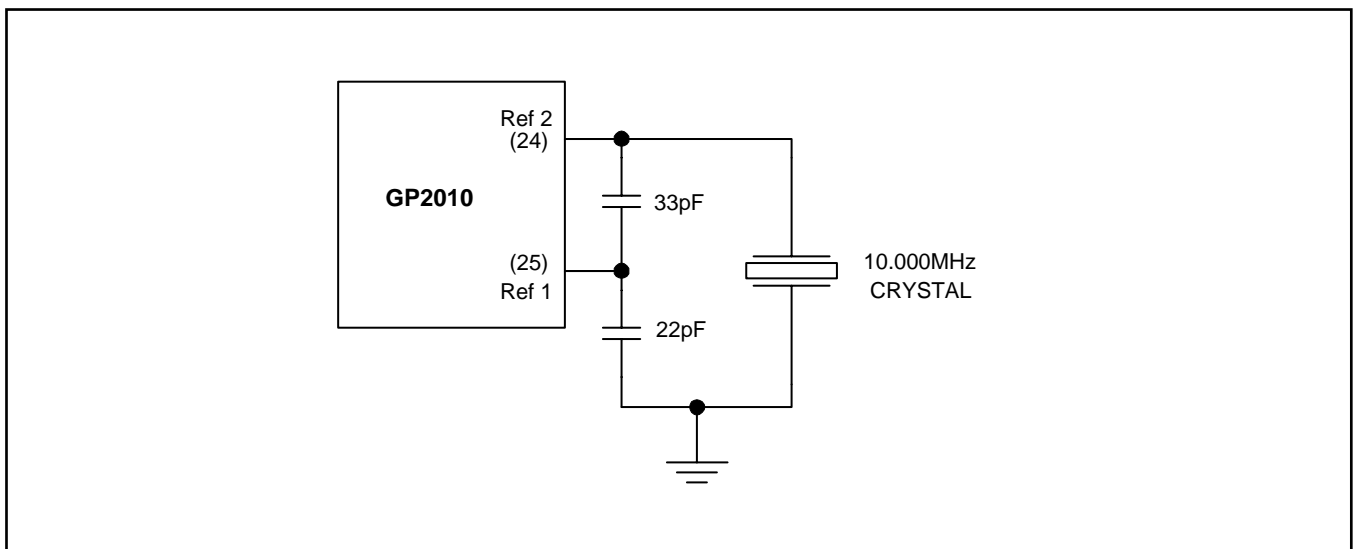 Ref 2
(24)
GP2010
33pF
(25)
Ref 1
10.000MHz
CRYSTAL
22pF